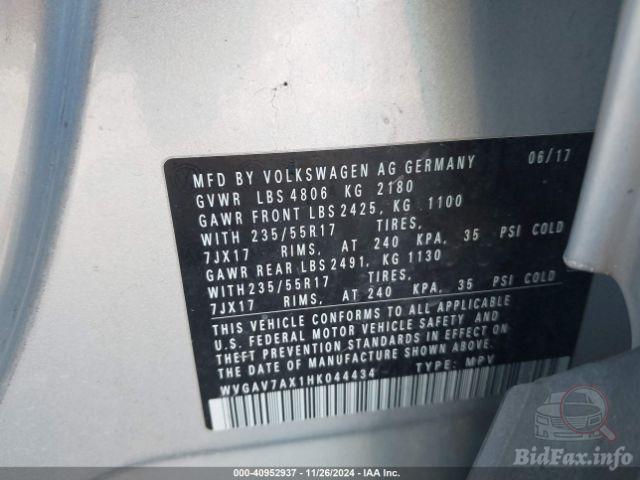 MFD BY VOLKSWAGEN AG GERMANY 06/17
GVWR LBS 4806 KG 2180
GAWR FRONT LBS 2425, KG 1100
WITH 235/55R17 TIRES,
7JX17 RIMS, AT 240 KPA, 35 PSI COLD
GAWR REAR LBS 2491, KG 1130
WITH235/55R17 TIRES,
7JX17 RIMS, AT 240 KPA, 35 PSI COLD
THIS VEHICLE CONFORMS TO ALL APPLICABLE
U.S. FEDERAL MOTOR VEHICLE SAFETY AND
THEFT PREVENTION STANDARDS IN EFFECT ON
THE DATE OF MANUFACTURE SHOWN ABOVE.
WVGAV7AX1HK044434 TYPE: MPV
BidFax.info
000-40952937 - 11/26/2024 - IAA Inc.